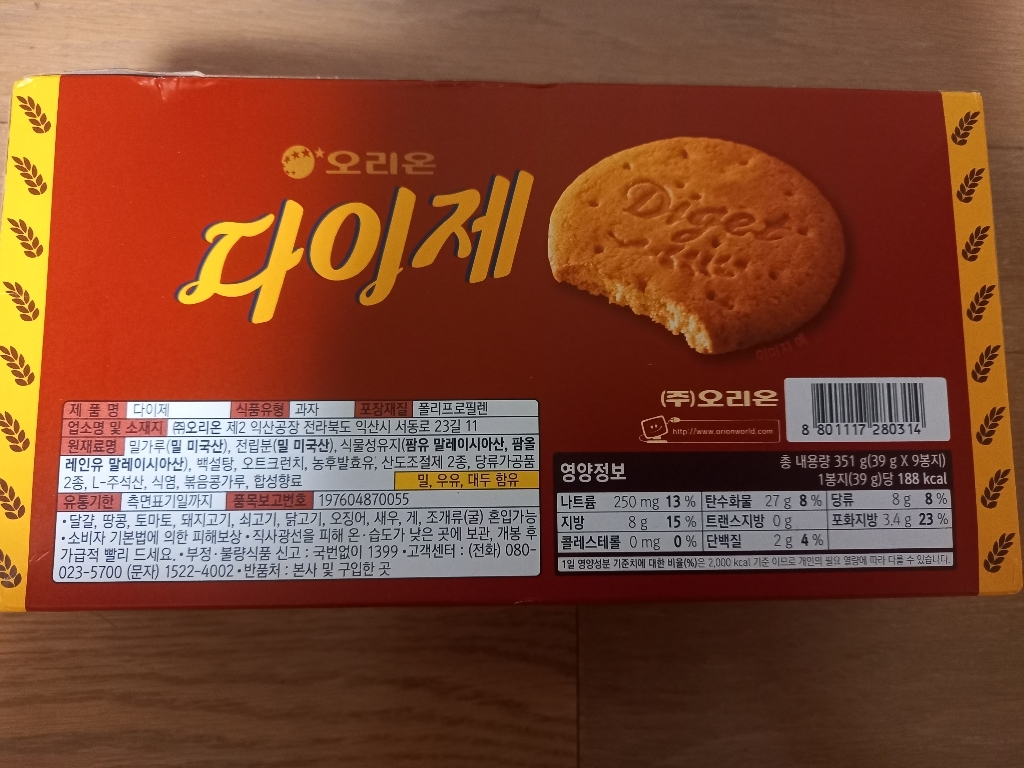 오리온
다이제
Diget
(주)오리온
http://www.orionworld.com
8 801117 280314
제 품 명 다이제 식품유형 과자 포장재질 폴리프로필렌
업소명 및 소재지 ㈜오리온 제2 익산공장 전라북도 익산시 서동로 23길 11
원재료명 밀가루(밀 미국산), 전립분(밀 미국산), 식물성유지(팜유 말레이시아산, 팜올
레인유 말레이시아산), 백설탕, 오트크런치, 농후발효유, 산도조절제 2종, 당류가공품
2종, L-주석산, 식염, 볶음콩가루, 합성향료 밀, 우유, 대두 함유
유통기한 측면표기일까지 품목보고번호 197604870055
• 달걀, 땅콩, 토마토, 돼지고기, 쇠고기, 닭고기, 오징어, 새우, 게, 조개류(굴) 혼입가능
• 소비자 기본법에 의한 피해보상 • 직사광선을 피해 온·습도가 낮은 곳에 보관, 개봉 후
가급적 빨리 드세요. • 부정·불량식품 신고 : 국번없이 1399 • 고객센터 : (전화) 080-
023-5700 (문자) 1522-4002 • 반품처 : 본사 및 구입한 곳
영양정보 총 내용량 351 g(39 g X 9봉지)
1봉지(39 g)당 188 kcal
나트륨 250 mg 13 % 탄수화물 27 g 8 % 당류 8 g 8 %
지방 8 g 15 % 트랜스지방 0 g 포화지방 3.4 g 23 %
콜레스테롤 0 mg 0 % 단백질 2 g 4 %
1일 영양성분 기준치에 대한 비율(%)은 2,000 kcal 기준 이므로 개인의 필요 열량에 따라 다를 수 있습니다.